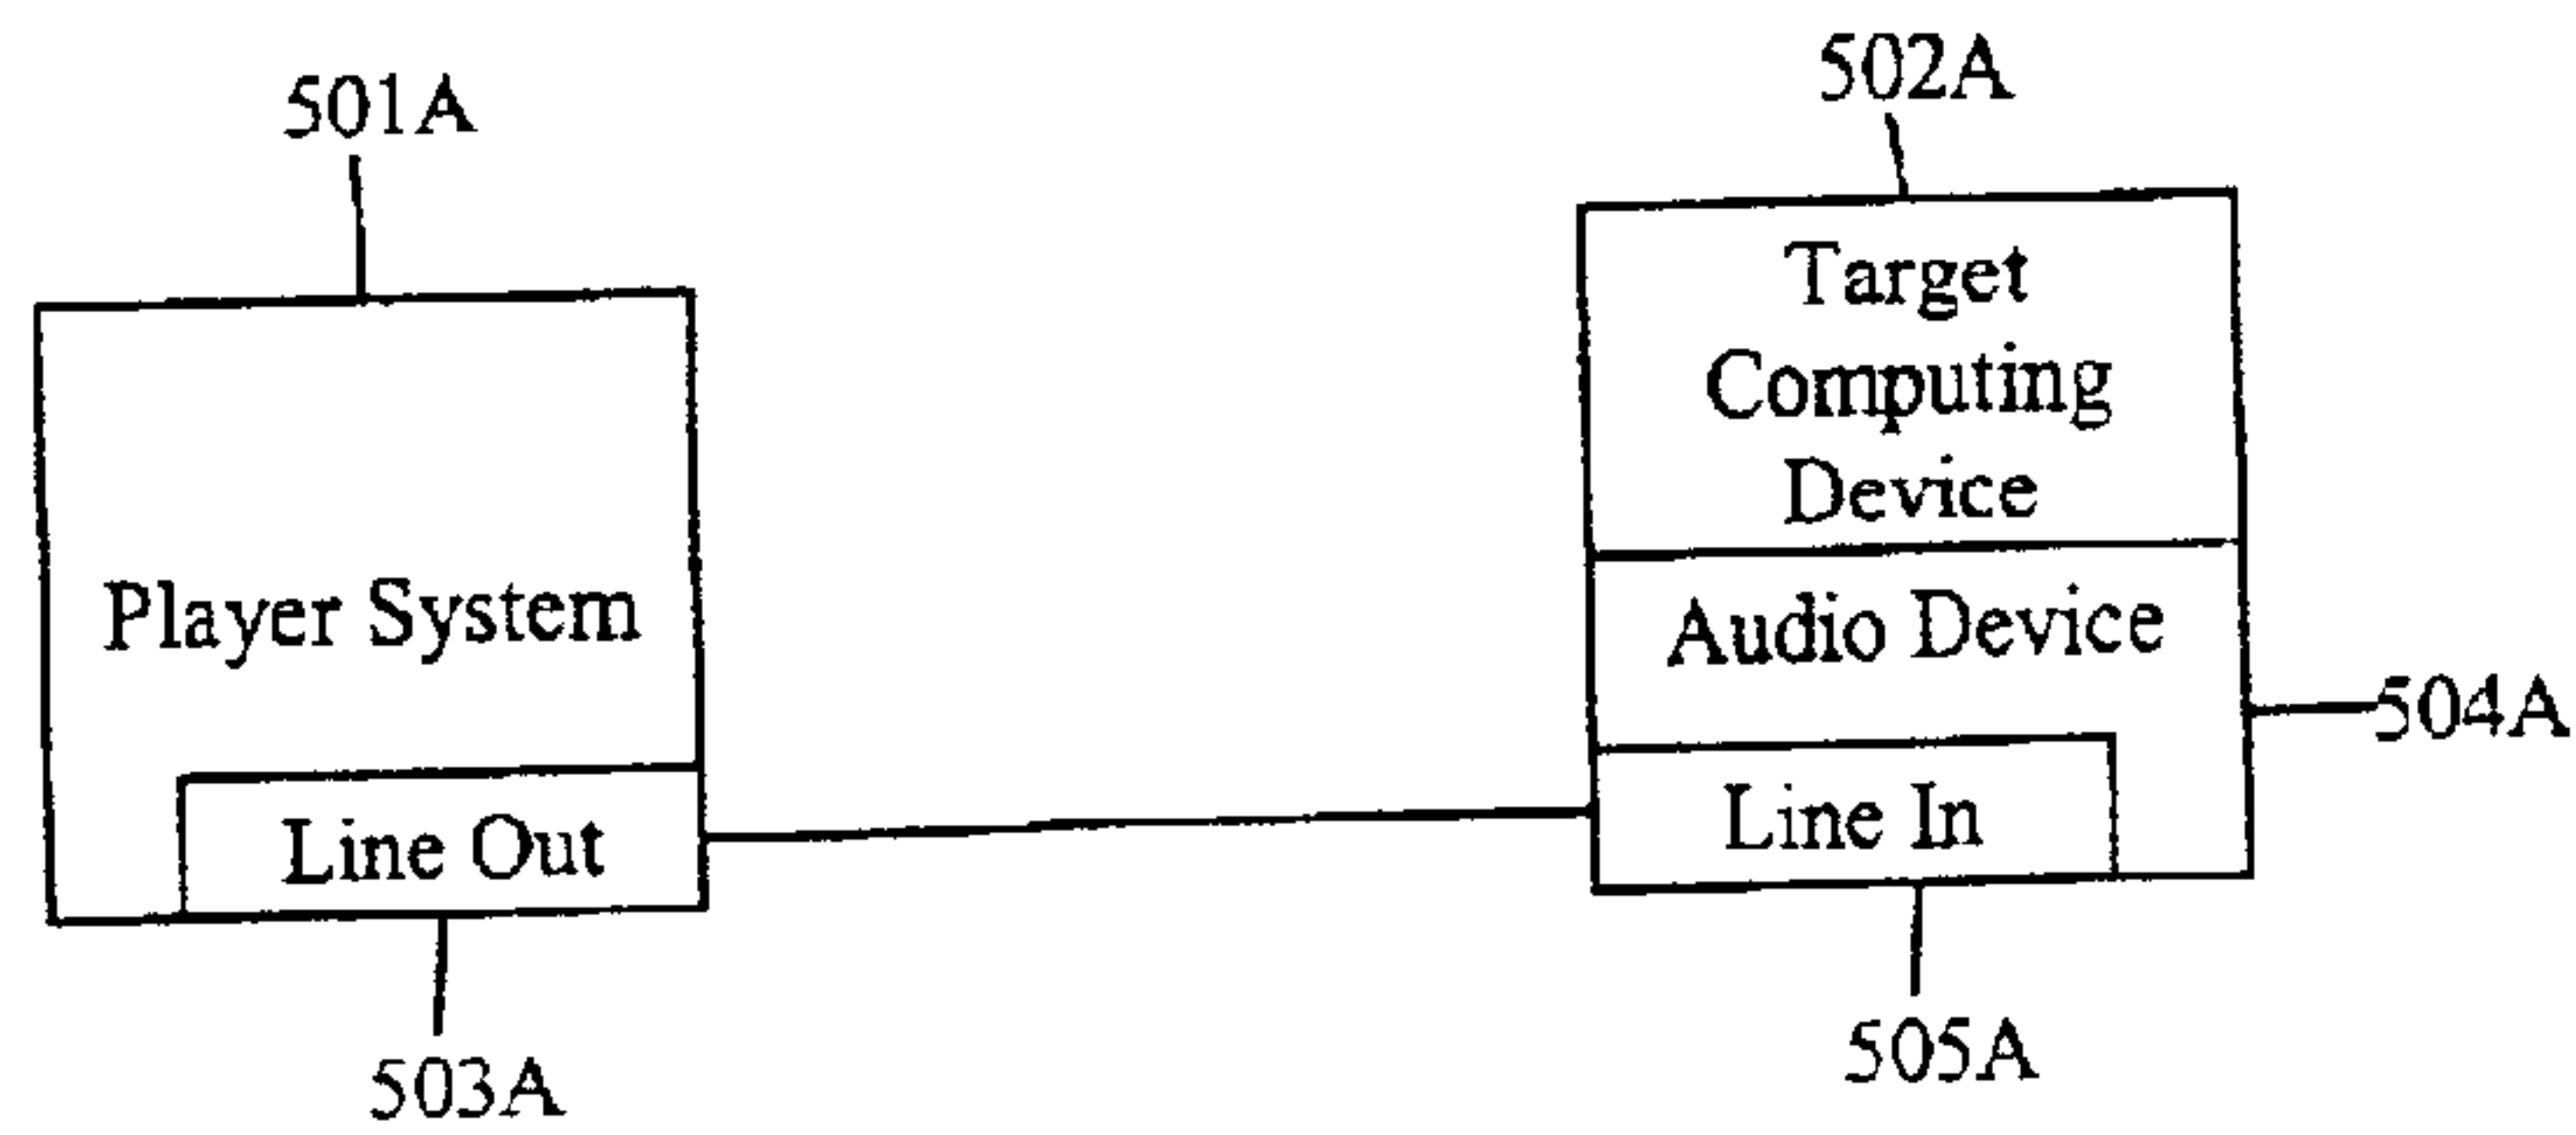 501A
502A
Target
Computing
Device
Player System
Audio Device
504A
Line Out
Line In
503A
505A